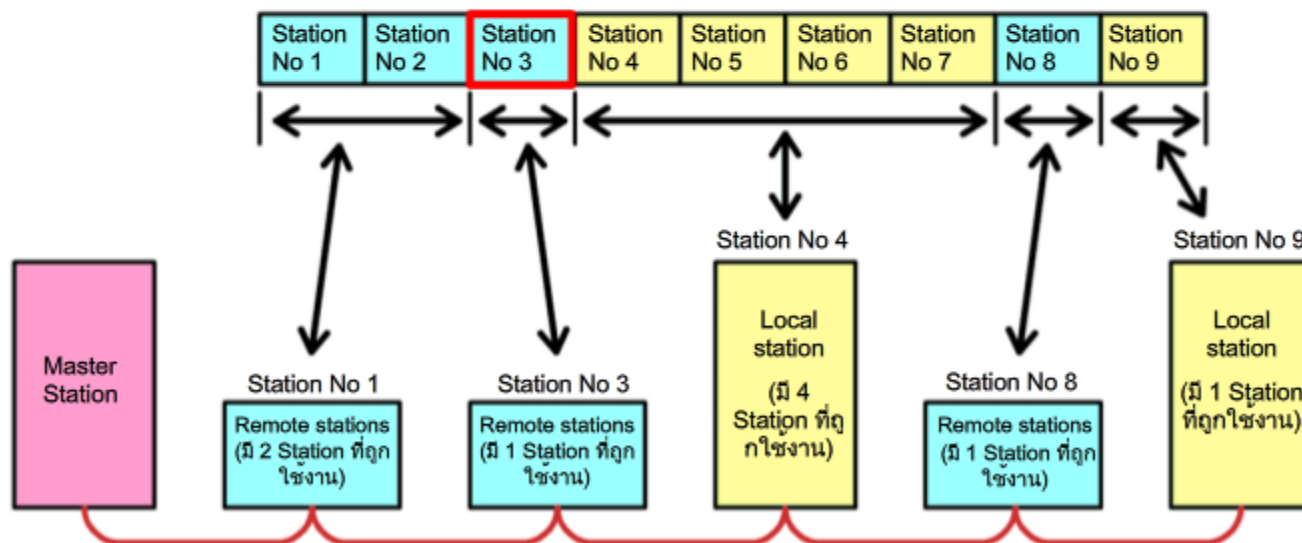 Station No 1
Station No 2
Station No 3
Station No 4
Station No 5
Station No 6
Station No 7
Station No 8
Station No 9
Station No 4
Station No 9
Master
Station
Local
station
(มี 4
Station ที่ถู
กใช้งาน)
Local
station
(มี 1 Station
ที่ถูกใช้งาน)
Station No 1
Station No 3
Station No 8
Remote stations
(มี 2 Station ที่ถูก
ใช้งาน)
Remote stations
(มี 1 Station ที่ถูก
ใช้งาน)
Remote stations
(มี 1 Station ที่ถูก
ใช้งาน)